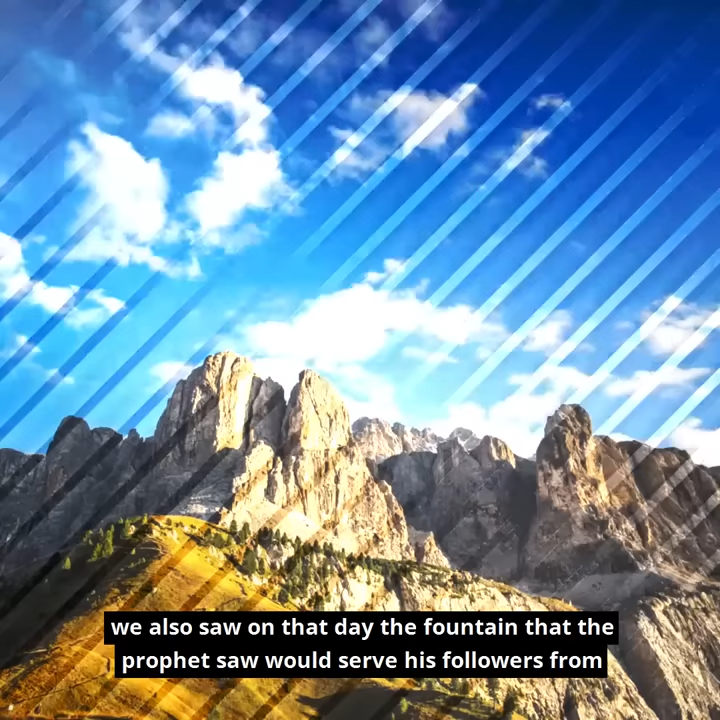 we also saw on that day the fountain that the
prophet saw would serve his followers from